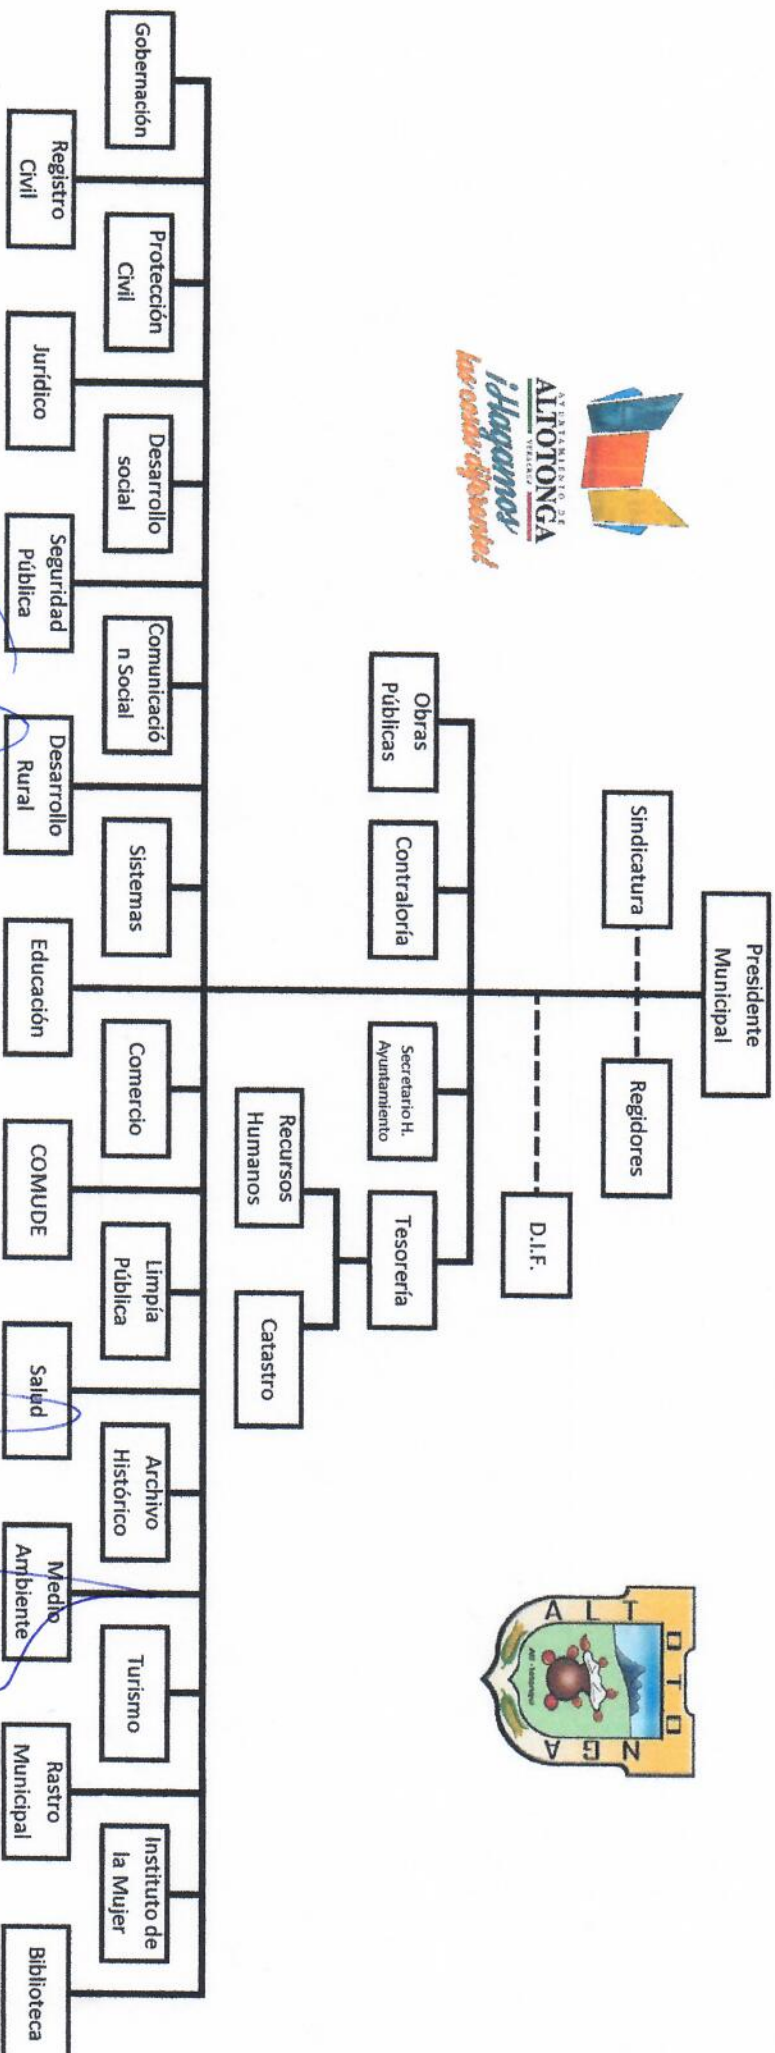 AYUNTAMIENTO DE
ALTOTONGA
VERACRUZ
¡Hagamos
las cosas diferente!
ALTOTONGA
Presidente
Municipal
Sindicatura
Regidores
D.I.F.
Obras
Públicas
Contraloría
Secretario H.
Ayuntamiento
Tesorería
Recursos
Humanos
Catastro
Gobernación
Protección
Civil
Desarrollo
social
Comunicació
n Social
Sistemas
Comercio
Limpía
Pública
Archivo
Histórico
Turismo
Instituto de
la Mujer
Registro
Civil
Jurídico
Seguridad
Pública
Desarrollo
Rural
Educación
COMUDE
Salud
Medio
Ambiente
Rastro
Municipal
Biblioteca